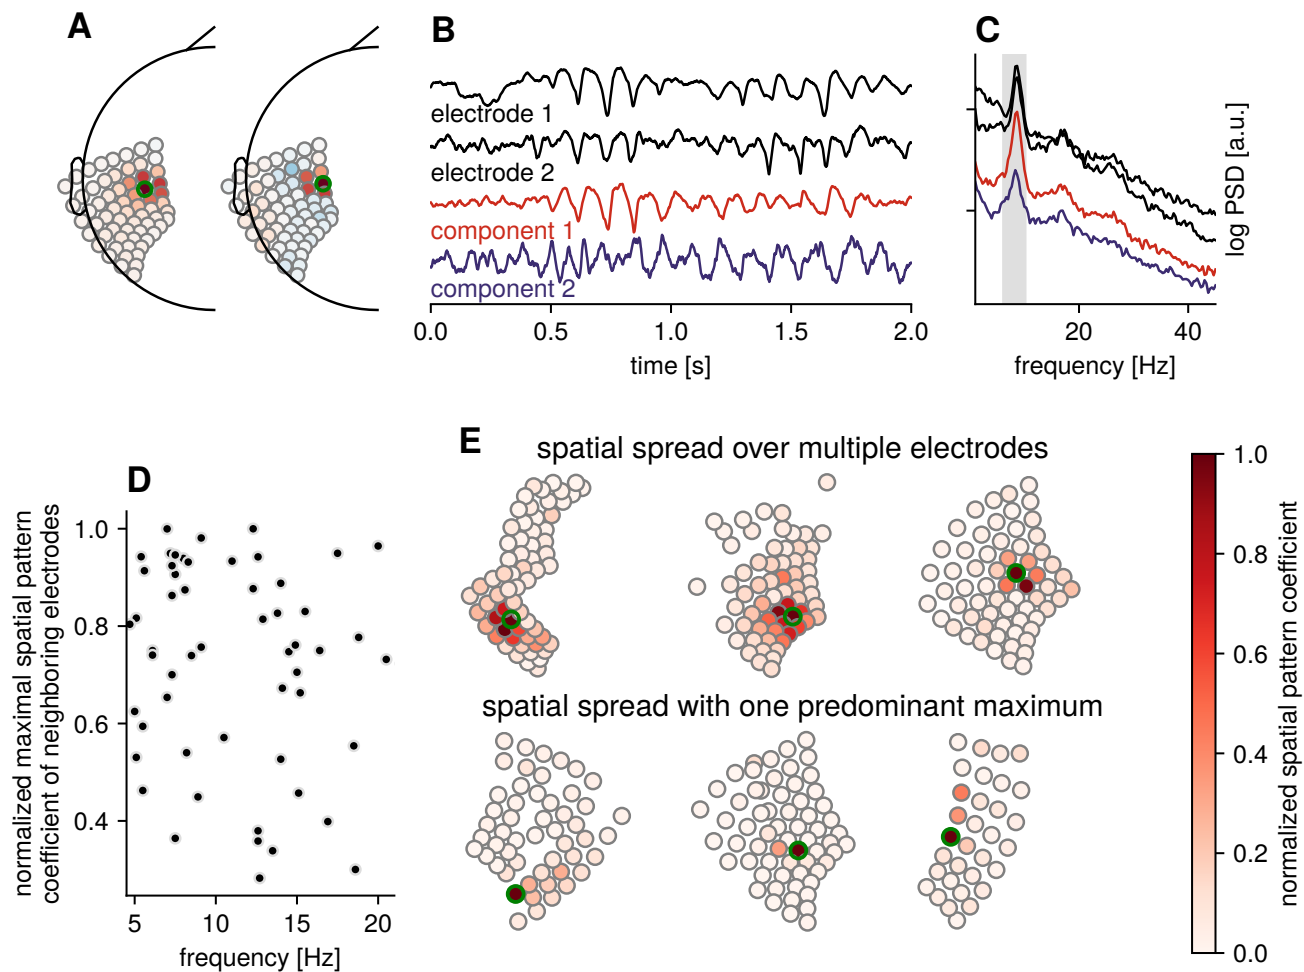 A
B
electrode 1
electrode 2
component 1
component 2
0.0 0.5 1.0 1.5 2.0
time [s]
C
log PSD [a.u.]
20 40
frequency [Hz]
D
normalized maximal spatial pattern
coefficient of neighboring electrodes
1.0
0.8
0.6
0.4
5 10 15 20
frequency [Hz]
E
spatial spread over multiple electrodes
spatial spread with one predominant maximum
1.0
0.8
0.6
0.4
0.2
0.0
normalized spatial pattern coefficient